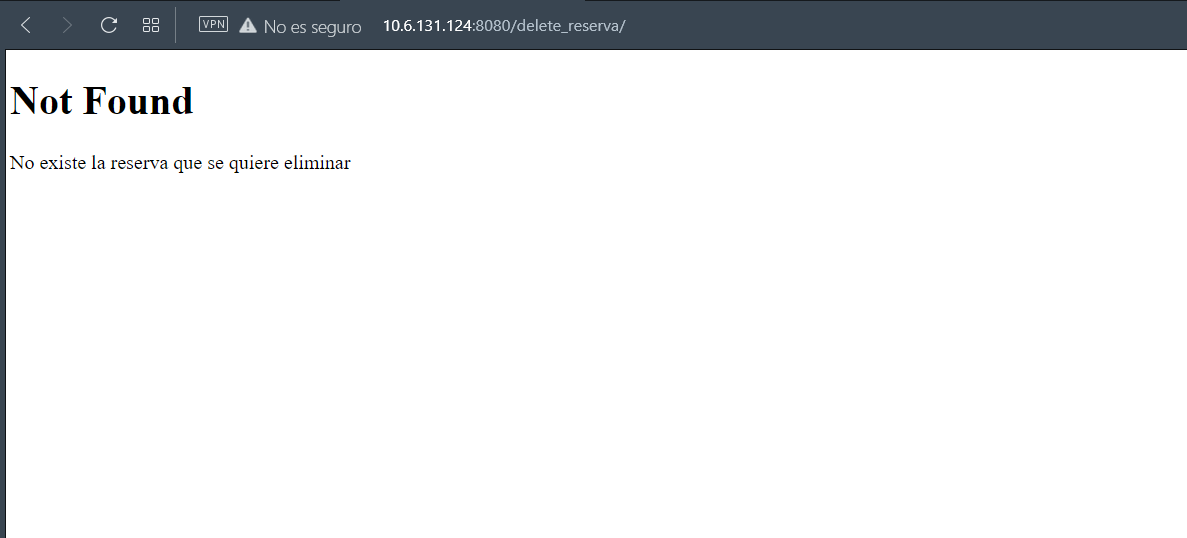 VPN No es seguro 10.6.131.124:8080/delete_reserva/
Not Found
No existe la reserva que se quiere eliminar